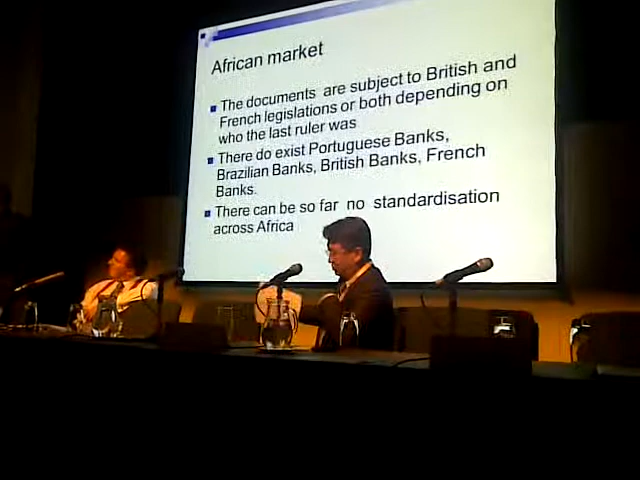 African market
The documents are subject to British and
French legislations or both depending on
who the last ruler was
There do exist Portuguese Banks,
Brazilian Banks, British Banks, French
Banks.
There can be so far no standardisation
across Africa